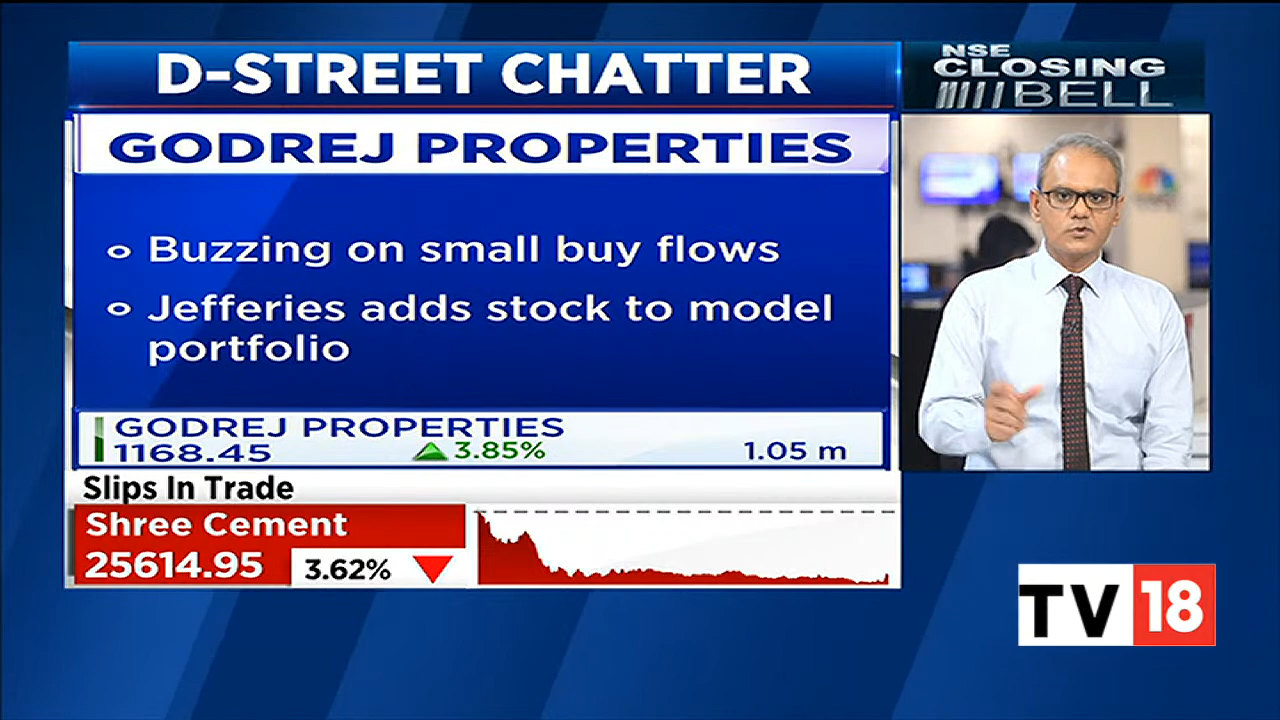 D-STREET CHATTER
NSE
CLOSING
BELL
GODREJ PROPERTIES
Buzzing on small buy flows
Jefferies adds stock to model
portfolio
GODREJ PROPERTIES
1168.45 3.85% 1.05 m
Slips In Trade
Shree Cement
25614.95 3.62%
TV18